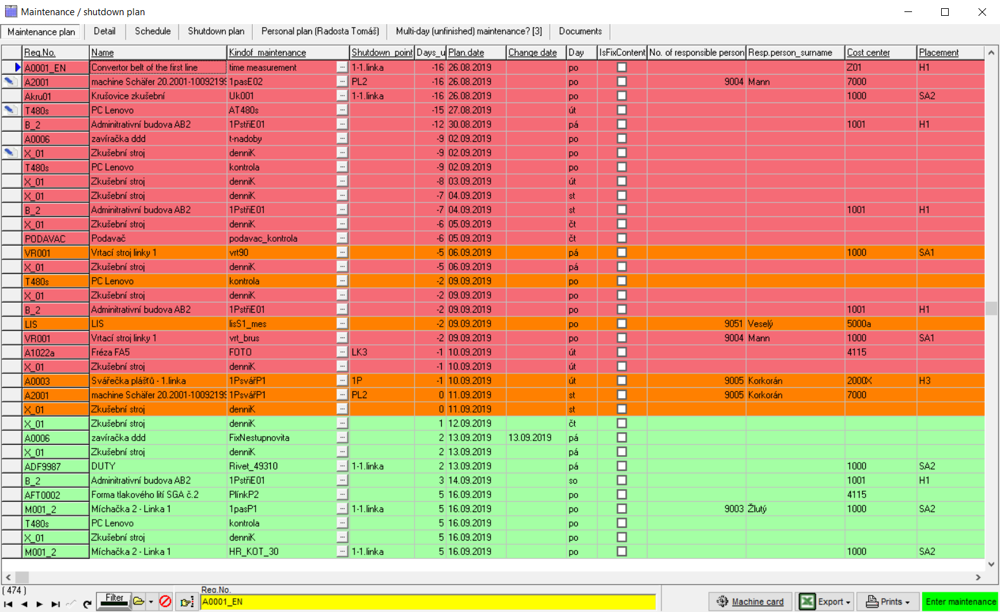 Maintenance / shutdown plan
Maintenance plan Detail Schedule Shutdown plan Personal plan (Radosta Tomáš) Multi-day (unfinished) maintenance? [3] Documents
Reg.No. Name Kindof_maintenance Shutdown_point Days_u Plan.date Change date Day IsFixContent No. of responsible person Resp.person_surname Cost center Placement
A0001_EN Convertor belt of the first line time measurement ... 1-1.linka -16 26.08.2019 po Z01 H1
A2001 machine Schäfer 20.2001-10092199 1pasE02 ... PL2 -16 26.08.2019 po 9004 Mann 7000
Akru01 Krušovice zkušební Uk001 ... 1-1.linka -16 26.08.2019 po 1000 SA2
T480s PC Lenovo AT480s ... -15 27.08.2019 út
B_2 Adminitrativní budova AB2 1PstřiE01 ... -12 30.08.2019 pá 1001 H1
A0006 zavíračka ddd t-nadoby ... -9 02.09.2019 po
X_01 Zkušební stroj denniK ... -9 02.09.2019 po
T480s PC Lenovo kontrola ... -9 02.09.2019 po
X_01 Zkušební stroj denniK ... -8 03.09.2019 út
X_01 Zkušební stroj denniK ... -7 04.09.2019 st
B_2 Adminitrativní budova AB2 1PstřiE01 ... -7 04.09.2019 st 1001 H1
X_01 Zkušební stroj denniK ... -6 05.09.2019 čt
PODAVAC Podavač podavac_kontrola ... -6 05.09.2019 čt
VR001 Vrtací stroj linky 1 vrt90 ... -5 06.09.2019 pá 1000 SA1
X_01 Zkušební stroj denniK ... -5 06.09.2019 pá
T480s PC Lenovo kontrola ... -2 09.09.2019 po
X_01 Zkušební stroj denniK ... -2 09.09.2019 po
B_2 Adminitrativní budova AB2 1PstřiE01 ... -2 09.09.2019 po 1001 H1
LIS LIS lisS1_mes ... -2 09.09.2019 po 9051 Veselý 5000a
VR001 Vrtací stroj linky 1 vrt_brus ... -2 09.09.2019 po 9004 Mann 1000 SA1
A1022a Fréza FA5 FOTO ... LK3 -1 10.09.2019 út 4115
X_01 Zkušební stroj denniK ... -1 10.09.2019 út
A0003 Svářečka plášťů - 1.linka 1PsvářP1 ... 1P -1 10.09.2019 út 9005 Korkorán 2000X H3
A2001 machine Schäfer 20.2001-10092199 1PsvářP1 ... PL2 0 11.09.2019 st 9005 Korkorán 7000
X_01 Zkušební stroj denniK ... 0 11.09.2019 st
X_01 Zkušební stroj denniK ... 1 12.09.2019 čt
A0006 zavíračka ddd FixNestupnovita ... 2 13.09.2019 13.09.2019 pá
X_01 Zkušební stroj denniK ... 2 13.09.2019 pá
ADF9987 DUTY Rivet_49310 ... 1-1.linka 2 13.09.2019 pá 1000 SA2
B_2 Adminitrativní budova AB2 1PstřiE01 ... 3 14.09.2019 so 1001 H1
AFT0002 Forma tlakového lití SGA č.2 PlínkP2 ... 5 16.09.2019 po 4115
M001_2 Míchačka 2 - Linka 1 1pasP1 ... 1-1.linka 5 16.09.2019 po 9003 Žlutý 1000 SA2
T480s PC Lenovo kontrola ... 5 16.09.2019 po
X_01 Zkušební stroj denniK ... 5 16.09.2019 po
M001_2 Míchačka 2 - Linka 1 HR_KOT_30 ... 1-1.linka 5 16.09.2019 po 1000 SA2
( 474 ) Reg.No.
Filter A0001_EN Machine card Export Prints Enter maintenance